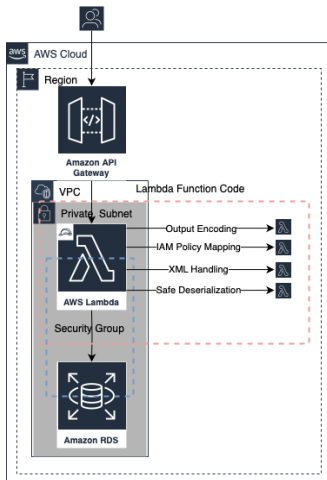 aws
AWS Cloud
Region
</>
Amazon API
Gateway
VPC
Lambda Function Code
Private Subnet
Output Encoding
IAM Policy Mapping
XML Handling
Safe Deserialization
AWS Lambda
Security Group
Amazon RDS